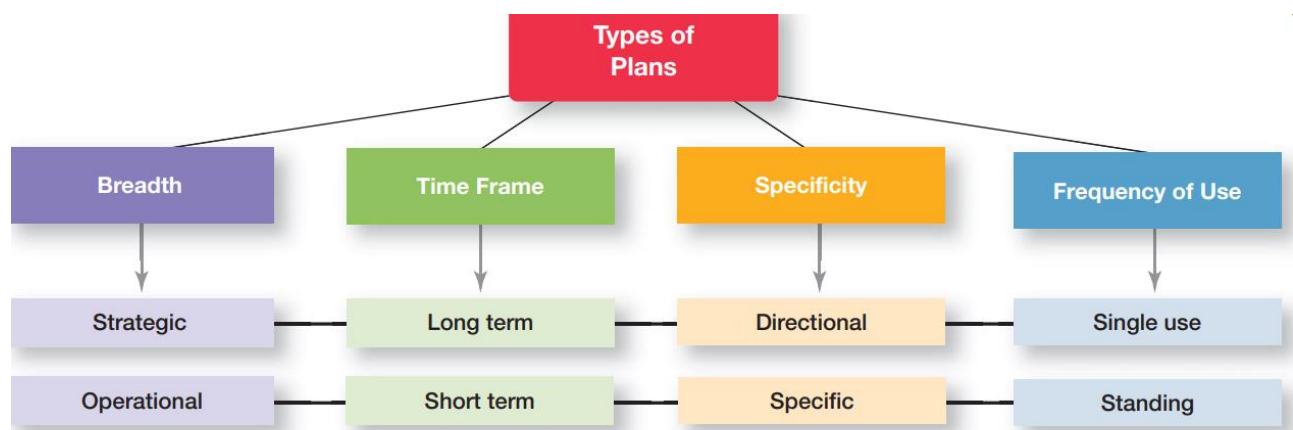 Types of
Plans
Breadth
Time Frame
Specificity
Frequency of Use
Strategic
Long term
Directional
Single use
Operational
Short term
Specific
Standing